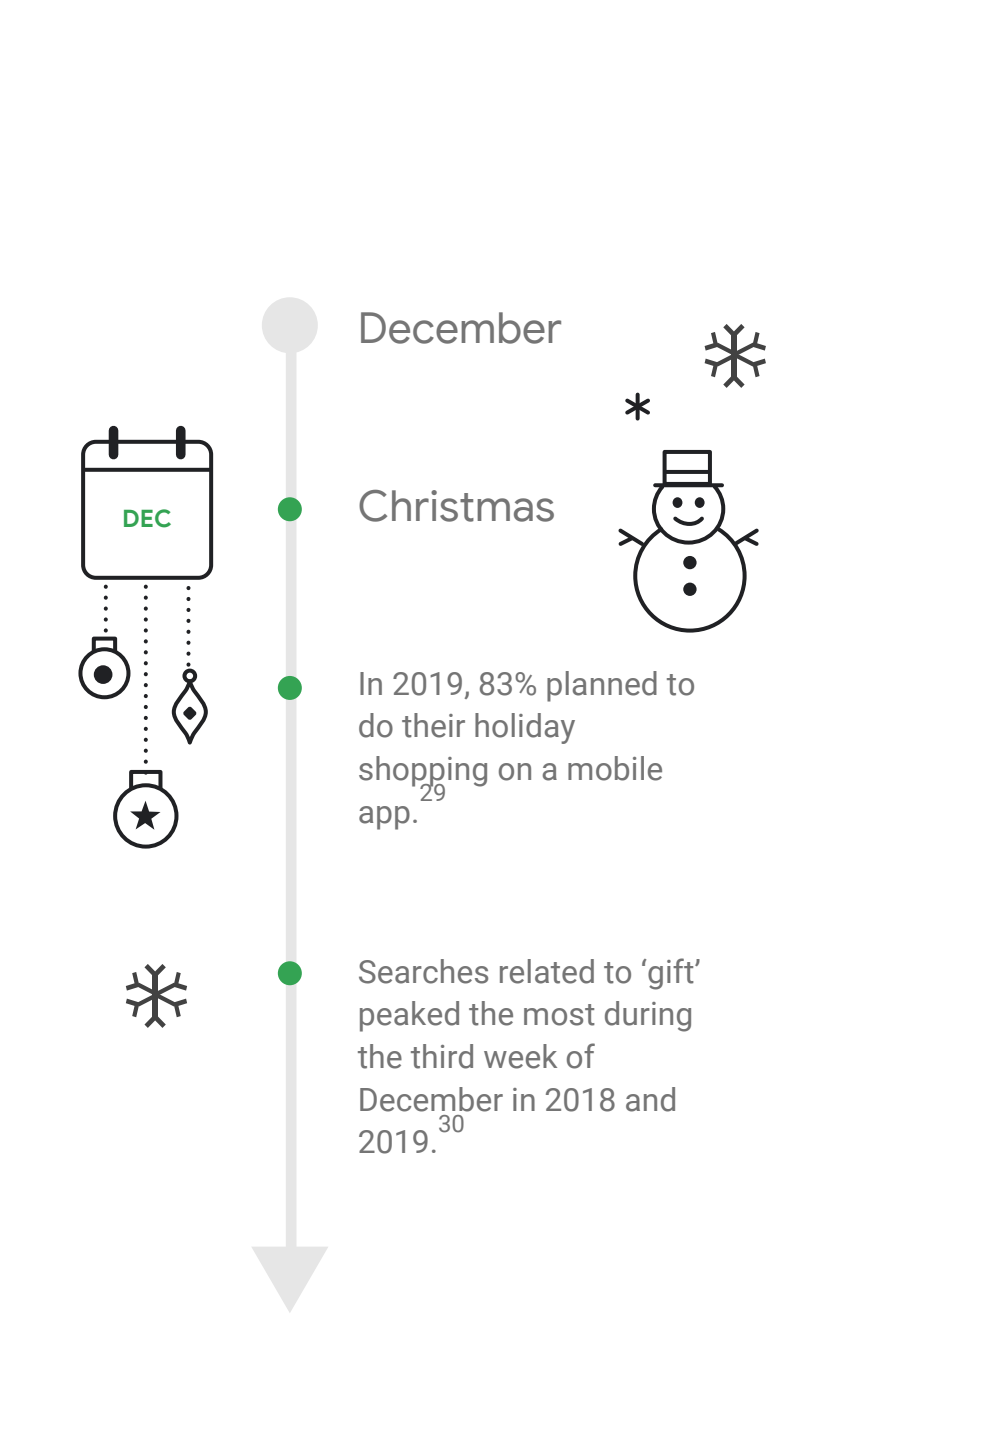 December
DEC
Christmas
In 2019, 83% planned to
do their holiday
shopping on a mobile
app.29
Searches related to ‘gift’
peaked the most during
the third week of
December in 2018 and
2019.30